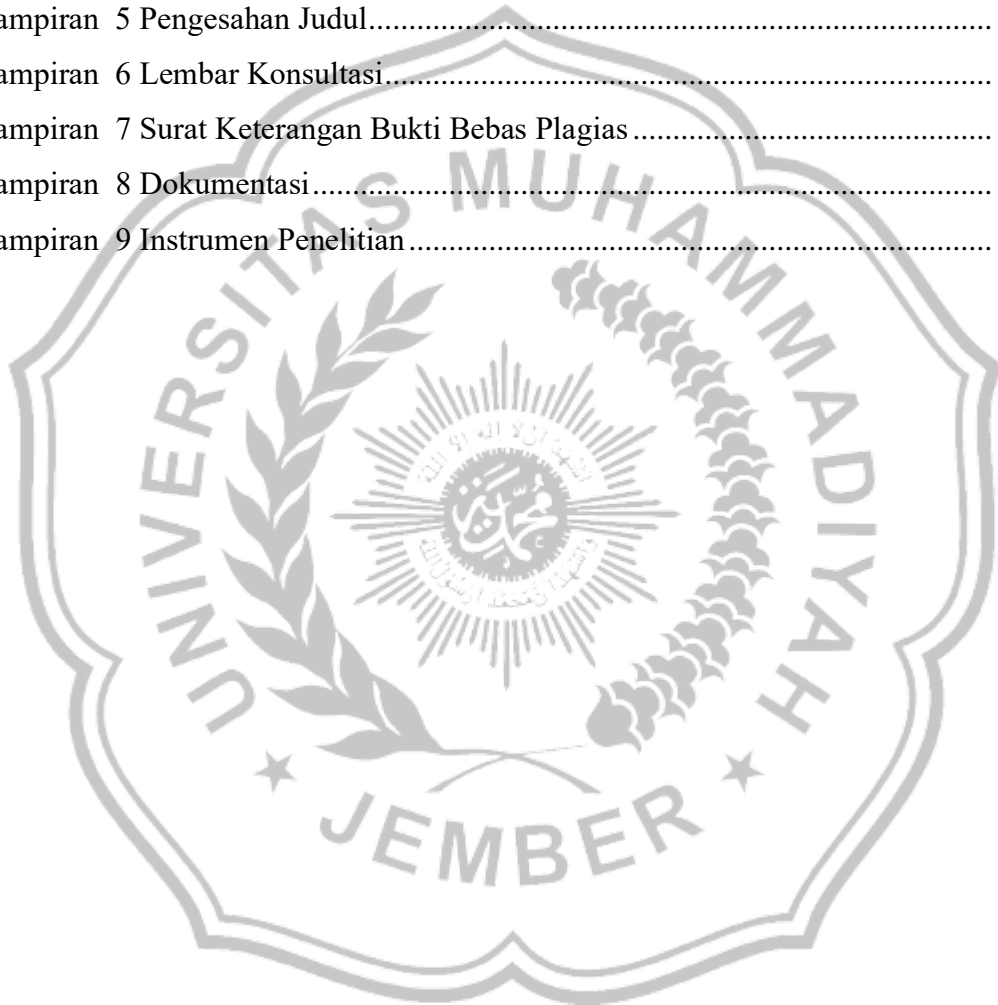 ampiran 5 Pengesahan Judul......................................................................................
ampiran 6 Lembar Konsultasi....................................................................................
ampiran 7 Surat Keterangan Bukti Bebas Plagias.....................................................
ampiran 8 Dokumentasi.............................................................................................
ampiran 9 Instrumen Penelitian.................................................................................
UNIVERSITAS MUHAMMADIYAH
JEMBER